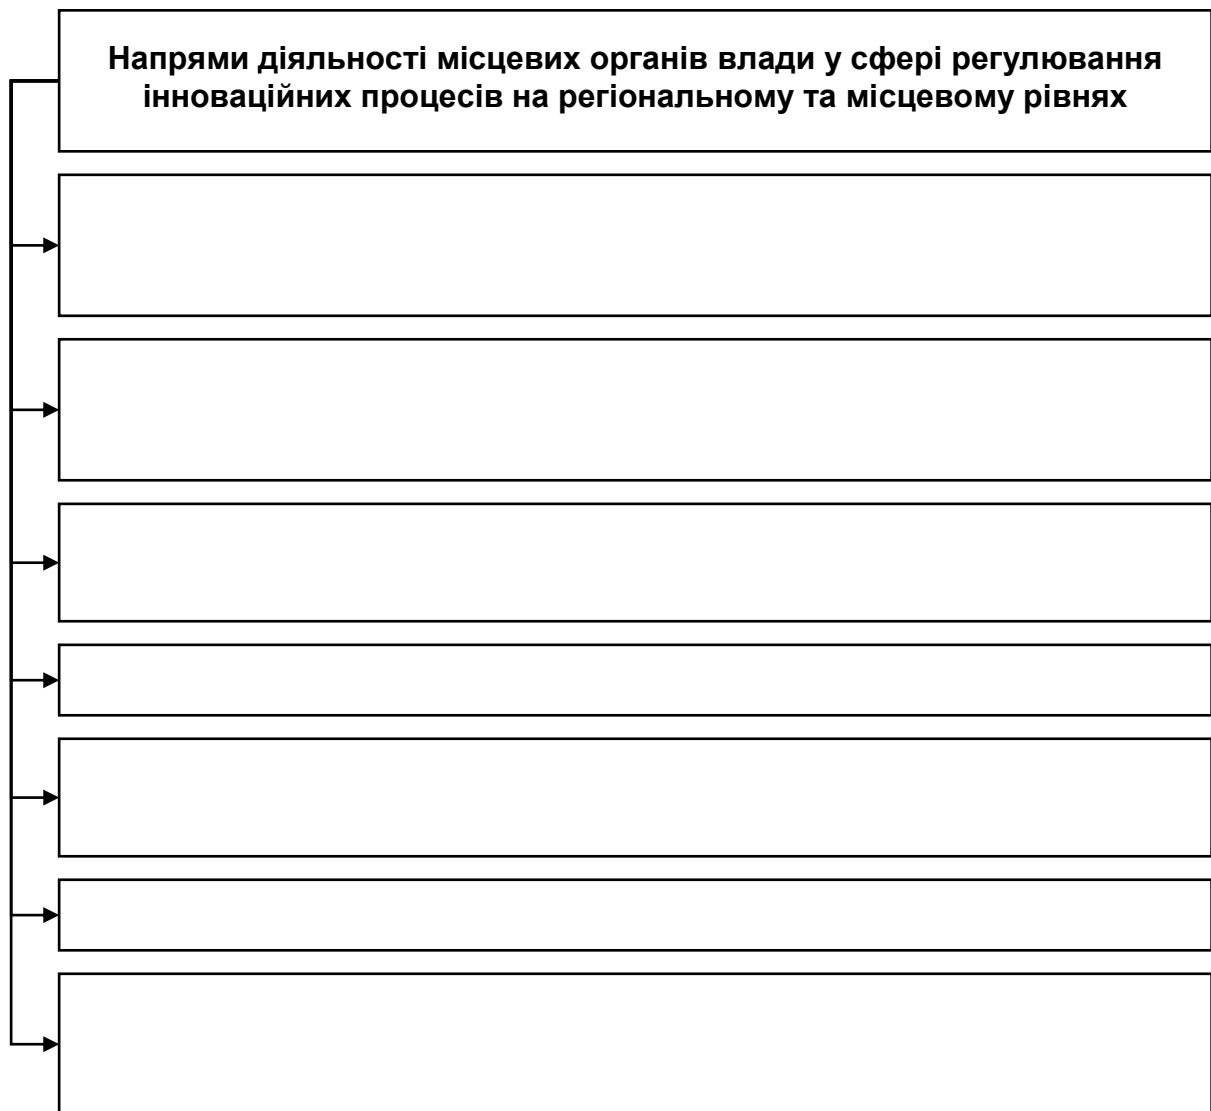 Напрями діяльності місцевих органів влади у сфері регулювання
інноваційних процесів на регіональному та місцевому рівнях